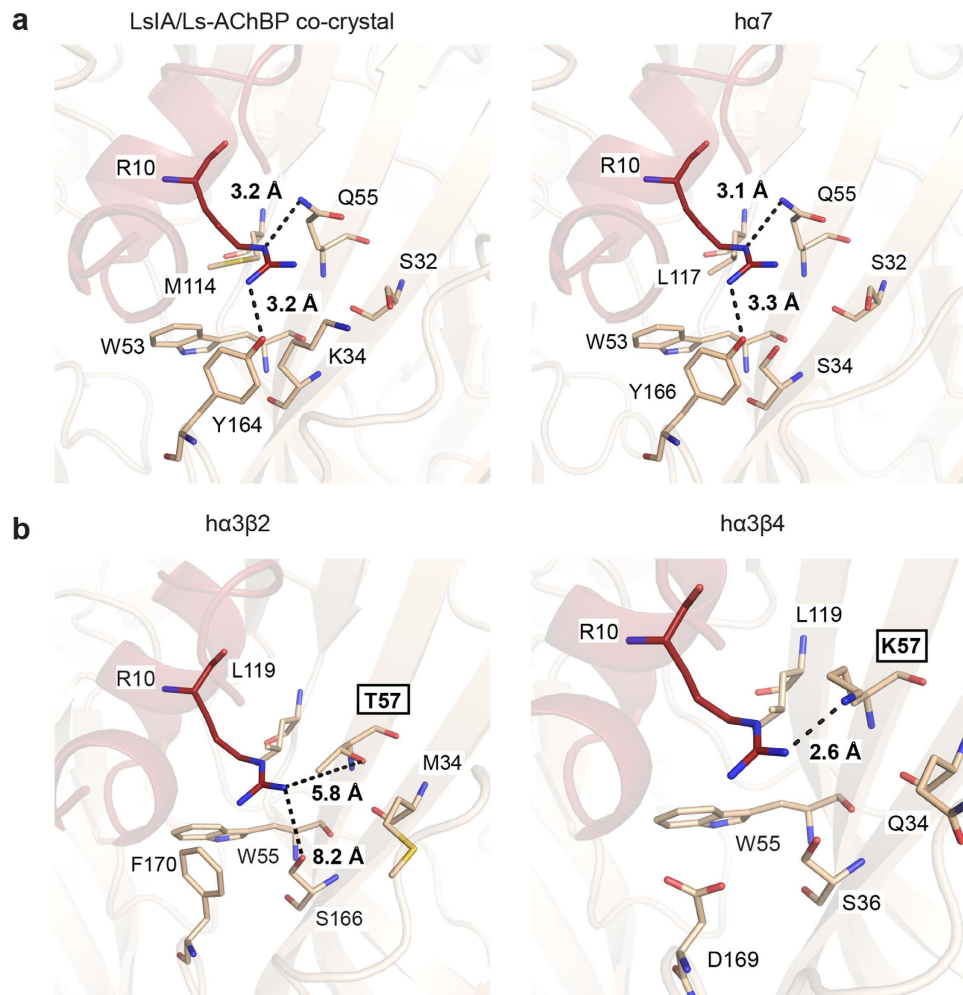 a
LsIA/Ls-AChBP co-crystal
R10
3.2 Å
Q55
M114
S32
3.2 Å
W53
K34
Y164
hα7
R10
3.1 Å
Q55
L117
S32
3.3 Å
W53
S34
Y166
b
hα3β2
L119
R10
T57
M34
5.8 Å
W55
8.2 Å
F170
S166
hα3β4
L119
R10
K57
2.6 Å
Q34
W55
S36
D169